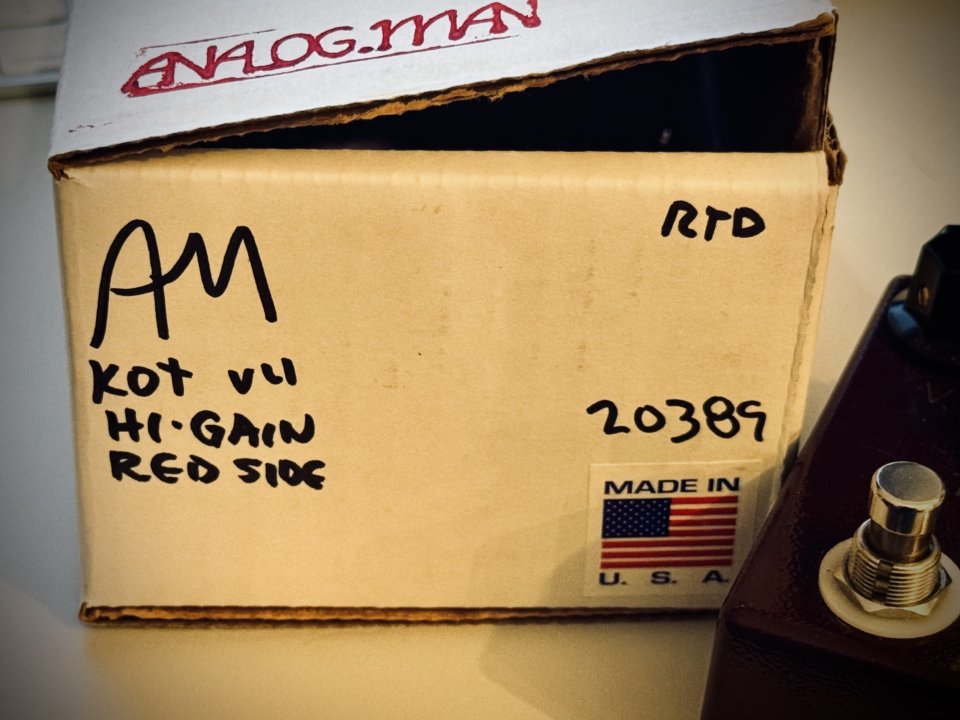 ANALOG.MAN
AM
RTD
KOT V4
HI-GAIN
RED SIDE
20389
MADE IN
U. S. A.